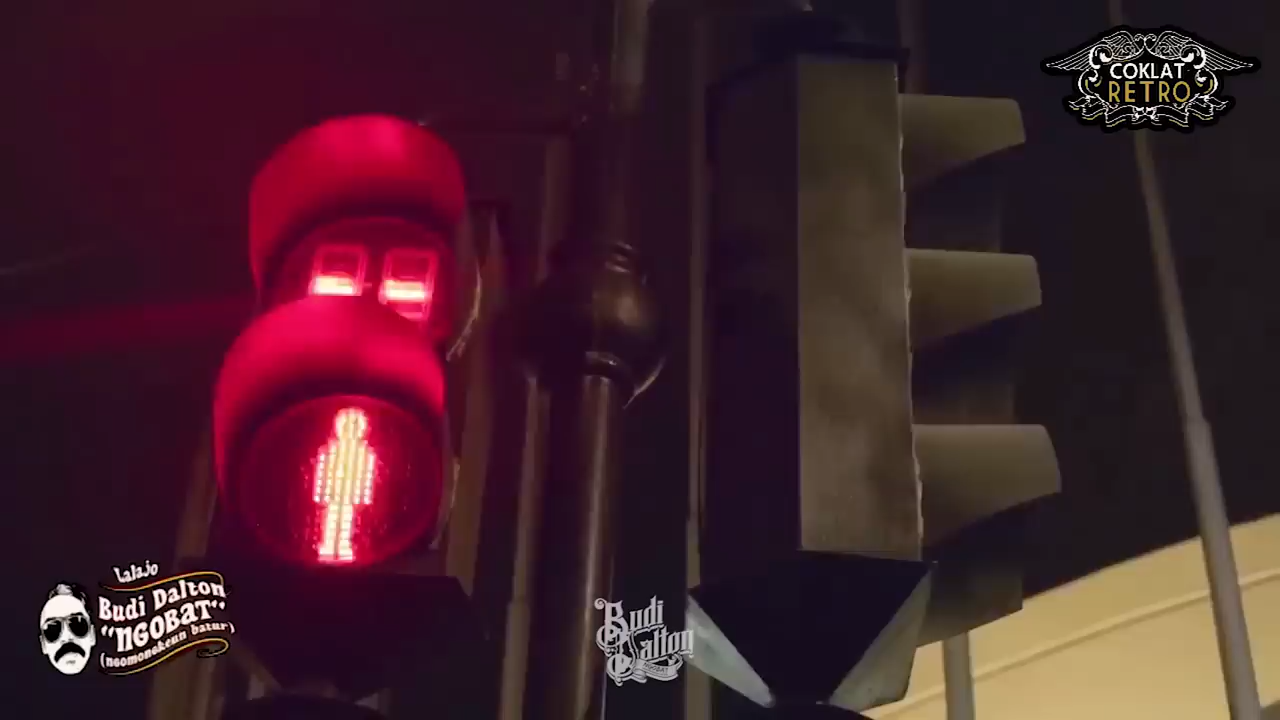 COKLAT
RETRO
Lalajo
Budi Dalton
"NGOBAT"
(ngomongkeun batur)
Budi
Dalton